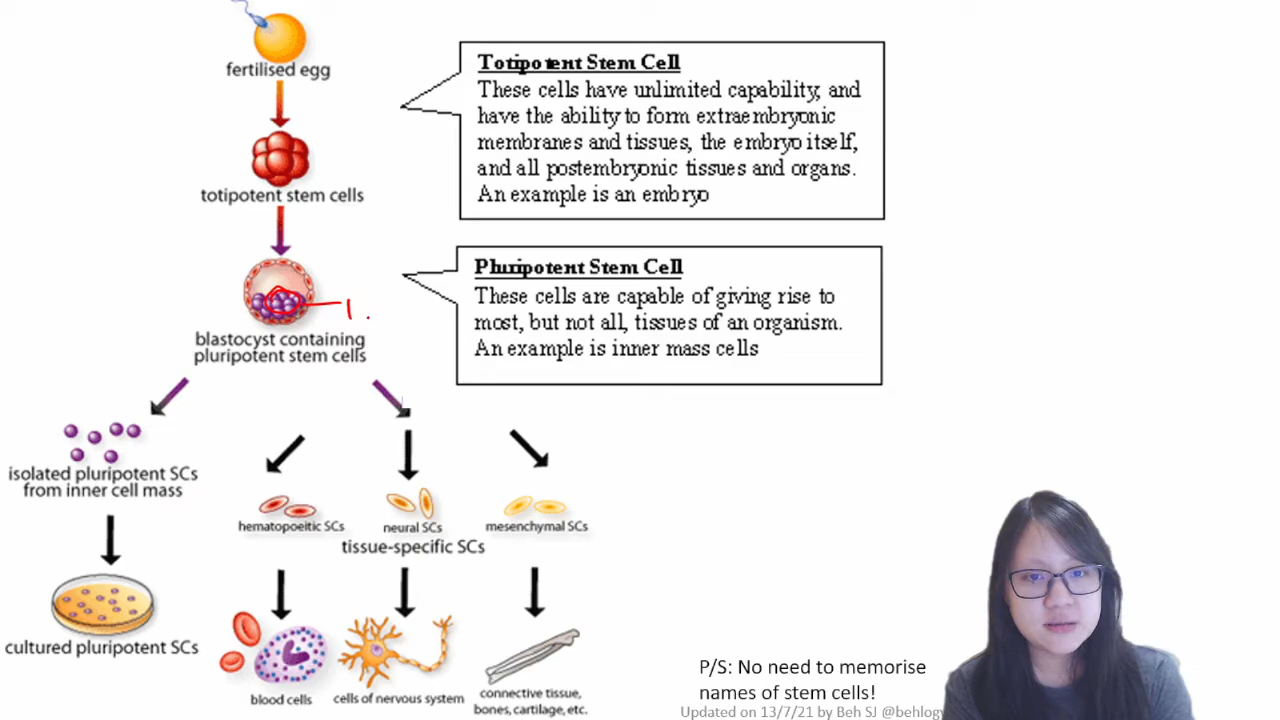 fertilised egg
totipotent stem cells
Totipotent Stem Cell
These cells have unlimited capability, and
have the ability to form extraembryonic
membranes and tissues, the embryo itself,
and all postembryonic tissues and organs.
An example is an embryo
1.
blastocyst containing
pluripotent stem cells
Pluripotent Stem Cell
These cells are capable of giving rise to
most, but not all, tissues of an organism.
An example is inner mass cells
isolated pluripotent SCs
from inner cell mass
cultured pluripotent SCs
hematopoeitic SCs
neural SCs
mesenchymal SCs
tissue-specific SCs
blood cells
cells of nervous system
connective tissue,
bones, cartilage, etc.
P/S: No need to memorise
names of stem cells!
Updated on 13/7/21 by Beh SJ @behlogy